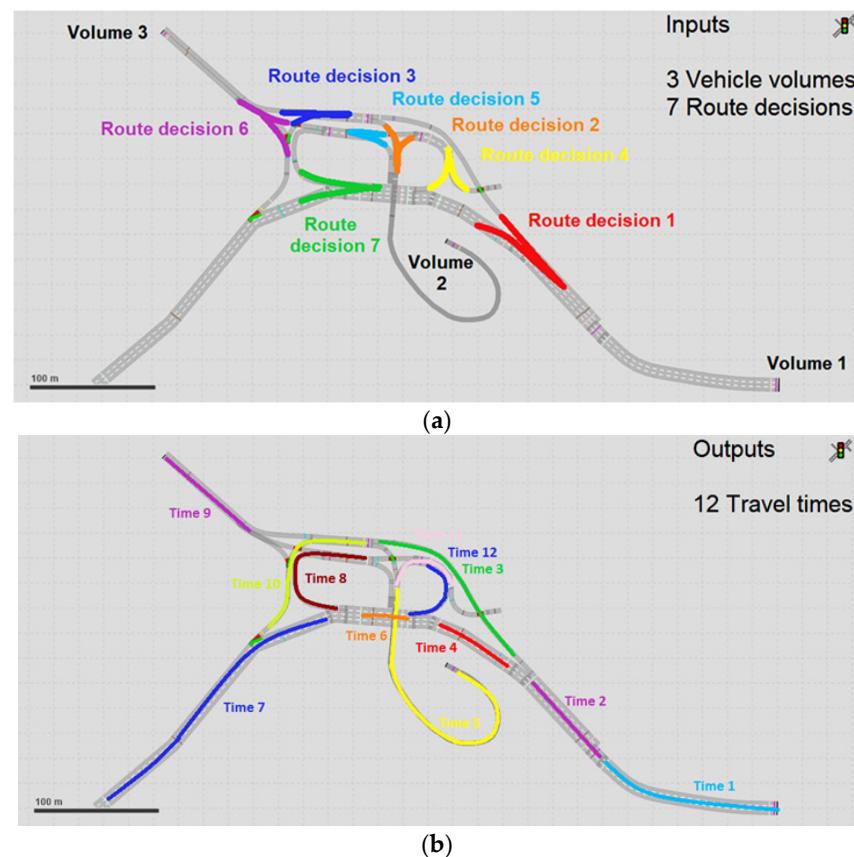 Volume 3
Inputs
3 Vehicle volumes
7 Route decisions
Route decision 3
Route decision 5
Route decision 2
Route decision 6
Route decision 4
Route decision 1
Route
decision 7
Volume
2
Volume 1
100 m
(a)
Outputs
12 Travel times
Time 9
Time 12
Time 3
Time 10
Time 8
Time 6
Time 4
Time 7
Time 2
Time 5
Time 1
100 m
(b)